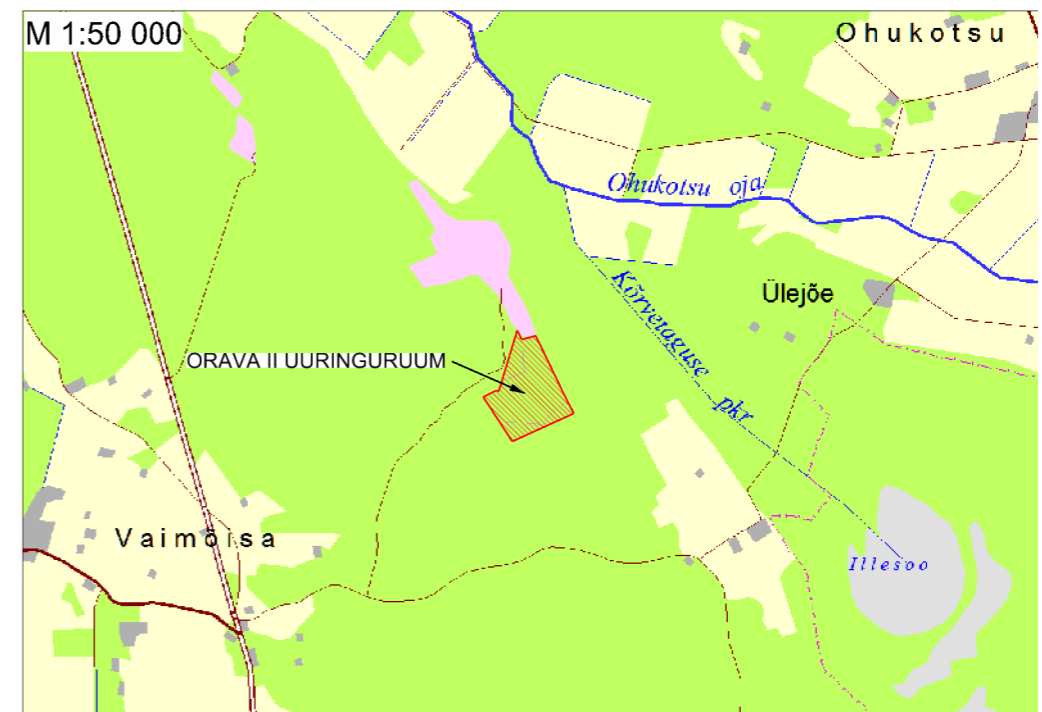 M 1:50 000
Ohukotsu
Ohukotsu oja
Ülejõe
Kõrvetaguse pkr
ORAVA II UURINGURUUM
Vaimõisa
Illesoo